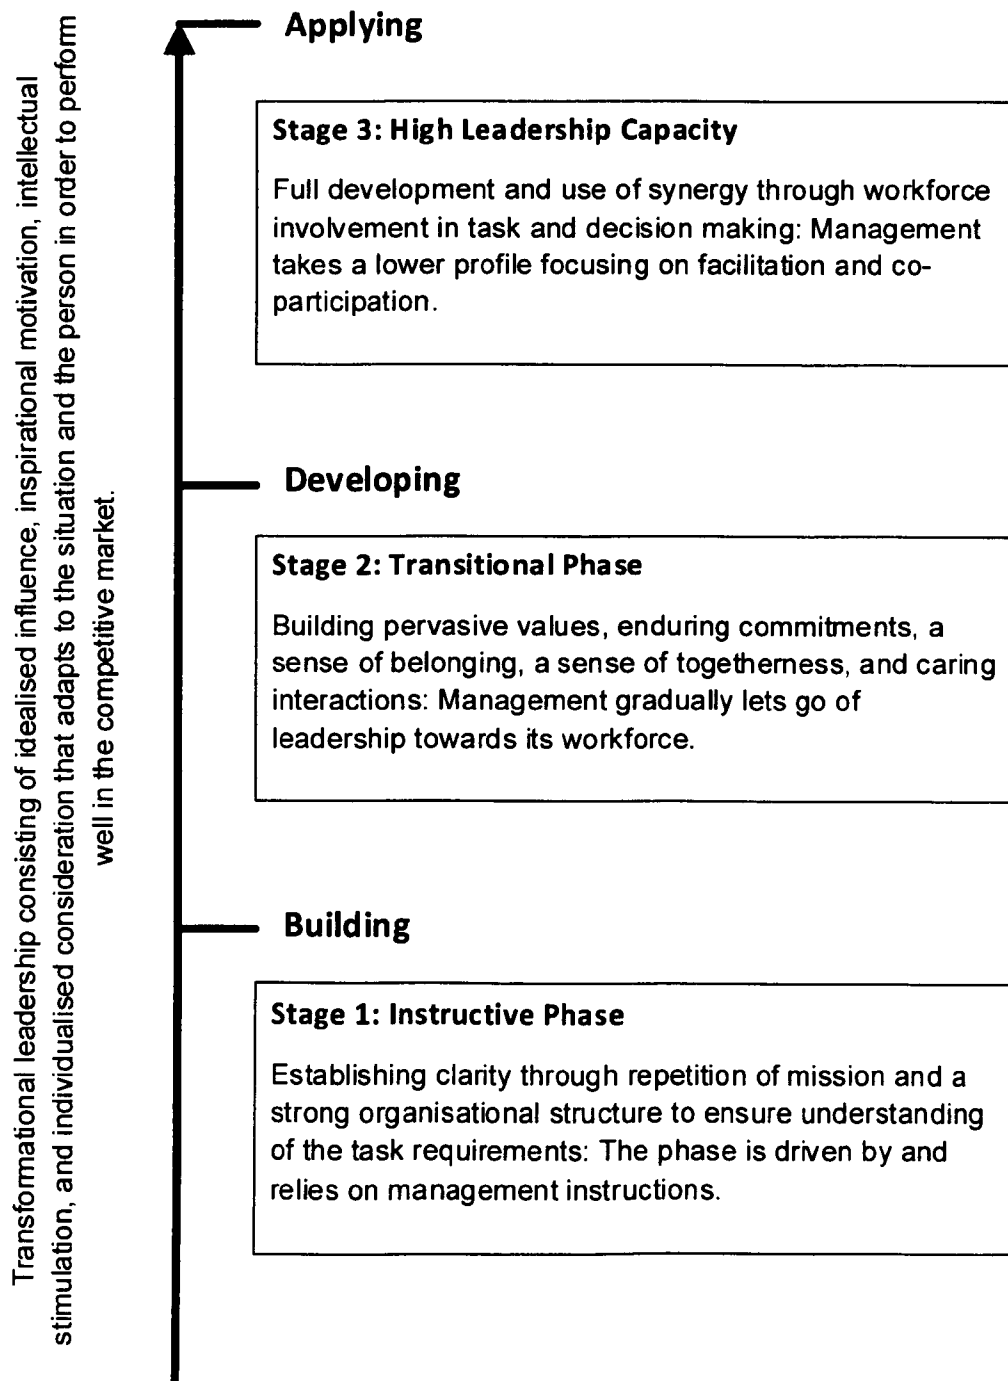 Transformational leadership consisting of idealised influence, inspirational motivation, intellectual
stimulation, and individualised consideration that adapts to the situation and the person in order to perform
well in the competitive market.
Applying
Stage 3: High Leadership Capacity
Full development and use of synergy through workforce
involvement in task and decision making: Management
takes a lower profile focusing on facilitation and co-
participation.
Developing
Stage 2: Transitional Phase
Building pervasive values, enduring commitments, a
sense of belonging, a sense of togetherness, and caring
interactions: Management gradually lets go of
leadership towards its workforce.
Building
Stage 1: Instructive Phase
Establishing clarity through repetition of mission and a
strong organisational structure to ensure understanding
of the task requirements: The phase is driven by and
relies on management instructions.